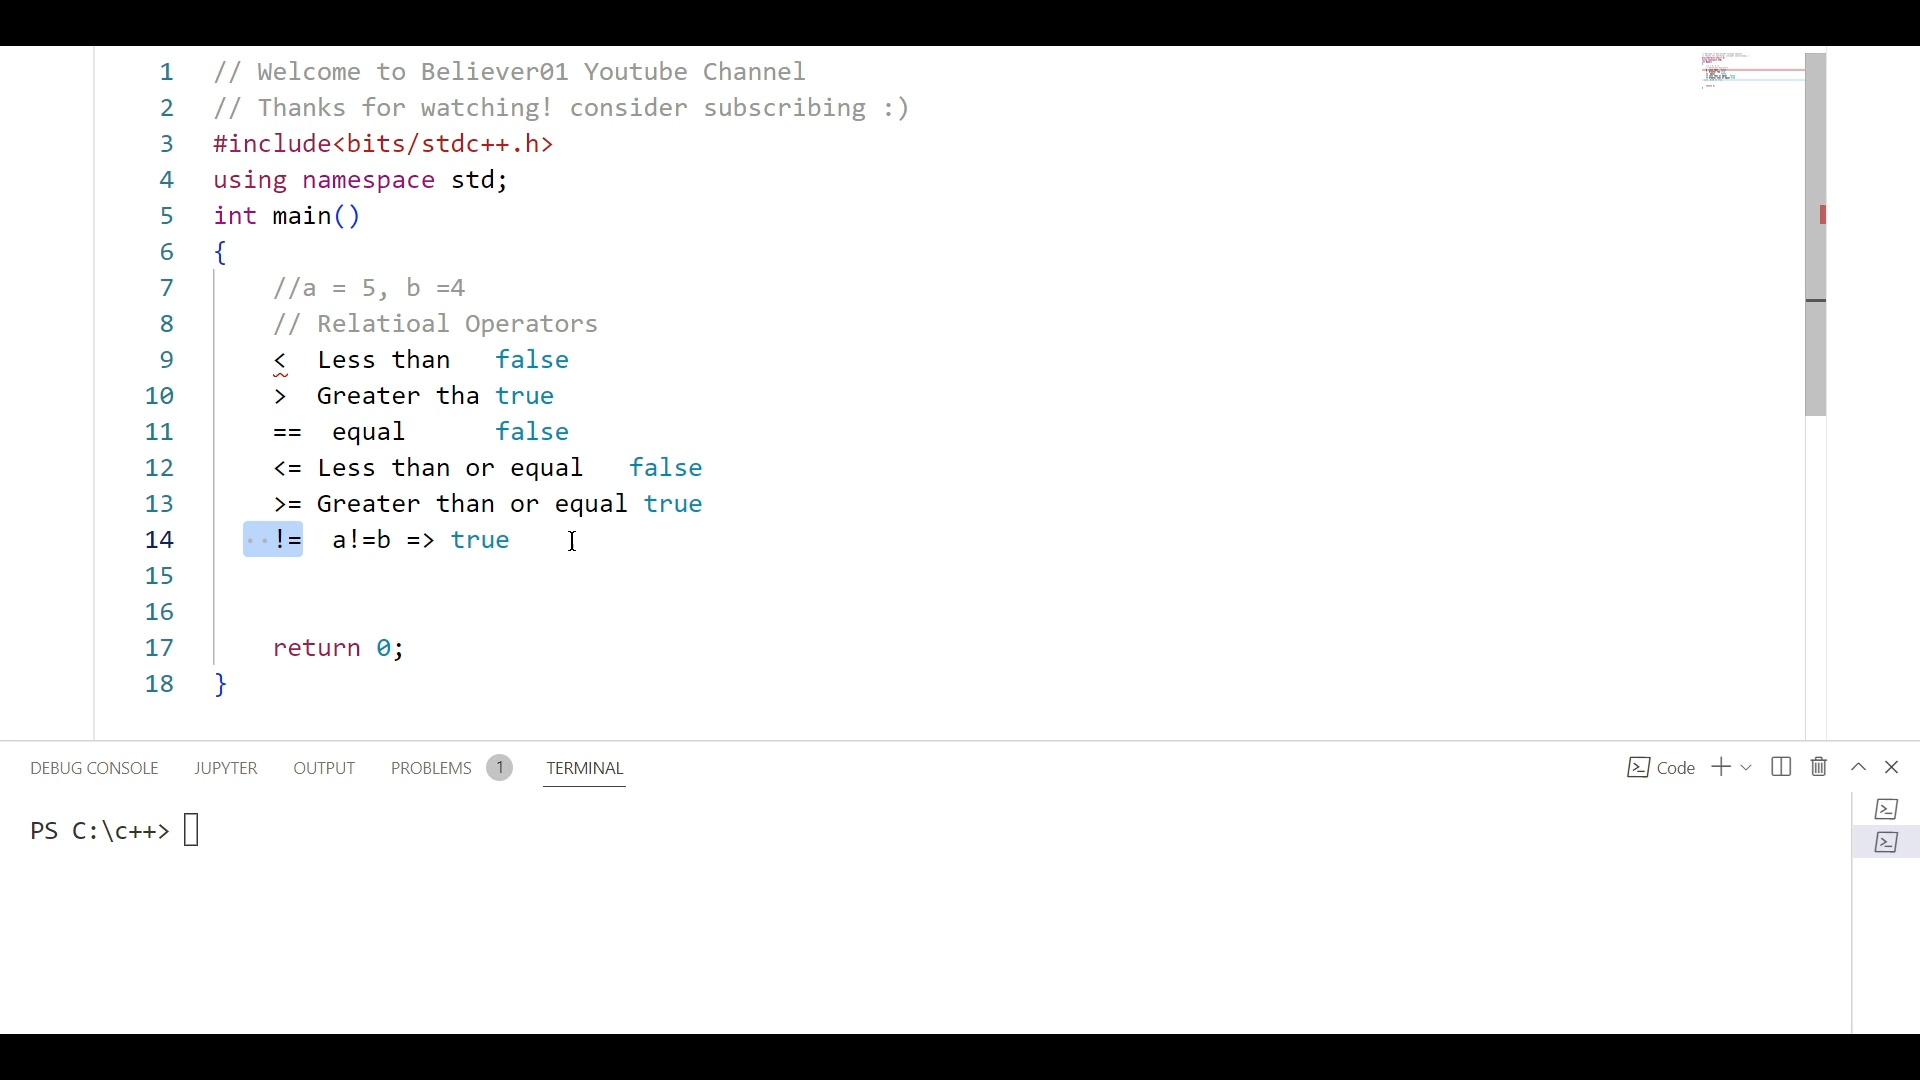 1 // Welcome to Believer01 Youtube Channel
2 // Thanks for watching! consider subscribing :)
3 #include<bits/stdc++.h>
4 using namespace std;
5 int main()
6 {
7 //a = 5, b =4
8 // Relatioal Operators
9 < Less than false
10 > Greater tha true
11 == equal false
12 <= Less than or equal false
13 >= Greater than or equal true
14 != a!=b => true
15
16
17 return 0;
18 }
DEBUG CONSOLE JUPYTER OUTPUT PROBLEMS 1 TERMINAL Code
PS C:\c++>